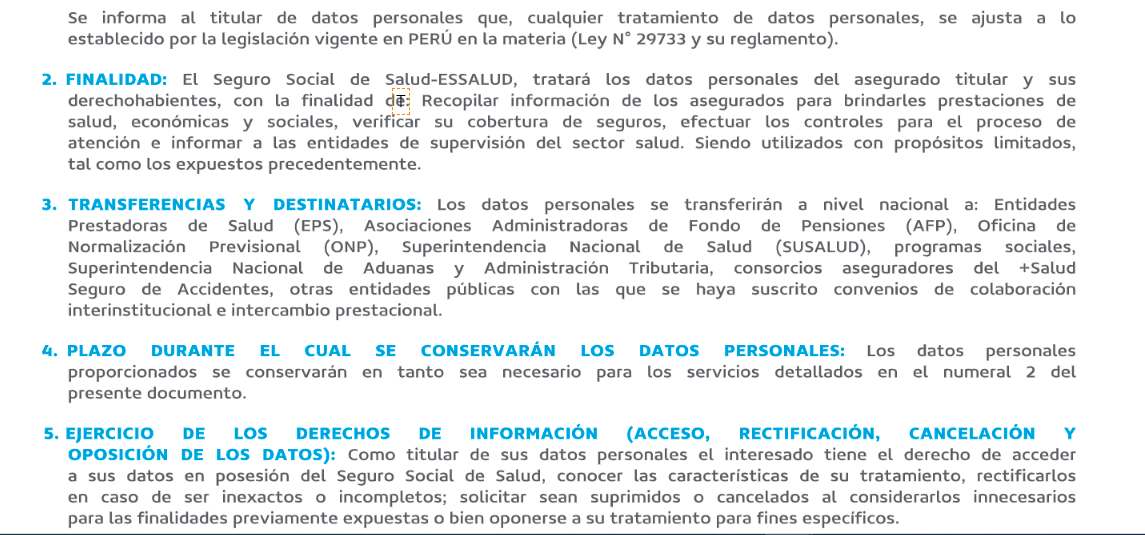 Se informa al titular de datos personales que, cualquier tratamiento de datos personales, se ajusta a lo
establecido por la legislación vigente en PERÚ en la materia (Ley N° 29733 y su reglamento).
2. FINALIDAD: El Seguro Social de Salud-ESSALUD, tratará los datos personales del asegurado titular y sus
derechohabientes, con la finalidad de: Recopilar información de los asegurados para brindarles prestaciones de
salud, económicas y sociales, verificar su cobertura de seguros, efectuar los controles para el proceso de
atención e informar a las entidades de supervisión del sector salud. Siendo utilizados con propósitos limitados,
tal como los expuestos precedentemente.
3. TRANSFERENCIAS Y DESTINATARIOS: Los datos personales se transferirán a nivel nacional a: Entidades
Prestadoras de Salud (EPS), Asociaciones Administradoras de Fondo de Pensiones (AFP), Oficina de
Normalización Previsional (ONP), Superintendencia Nacional de Salud (SUSALUD), programas sociales,
Superintendencia Nacional de Aduanas y Administración Tributaria, consorcios aseguradores del +Salud
Seguro de Accidentes, otras entidades públicas con las que se haya suscrito convenios de colaboración
interinstitucional e intercambio prestacional.
4. PLAZO DURANTE EL CUAL SE CONSERVARÁN LOS DATOS PERSONALES: Los datos personales
proporcionados se conservarán en tanto sea necesario para los servicios detallados en el numeral 2 del
presente documento.
5. EJERCICIO DE LOS DERECHOS DE INFORMACIÓN (ACCESO, RECTIFICACIÓN, CANCELACIÓN Y
OPOSICIÓN DE LOS DATOS): Como titular de sus datos personales el interesado tiene el derecho de acceder
a sus datos en posesión del Seguro Social de Salud, conocer las características de su tratamiento, rectificarlos
en caso de ser inexactos o incompletos; solicitar sean suprimidos o cancelados al considerarlos innecesarios
para las finalidades previamente expuestas o bien oponerse a su tratamiento para fines específicos.